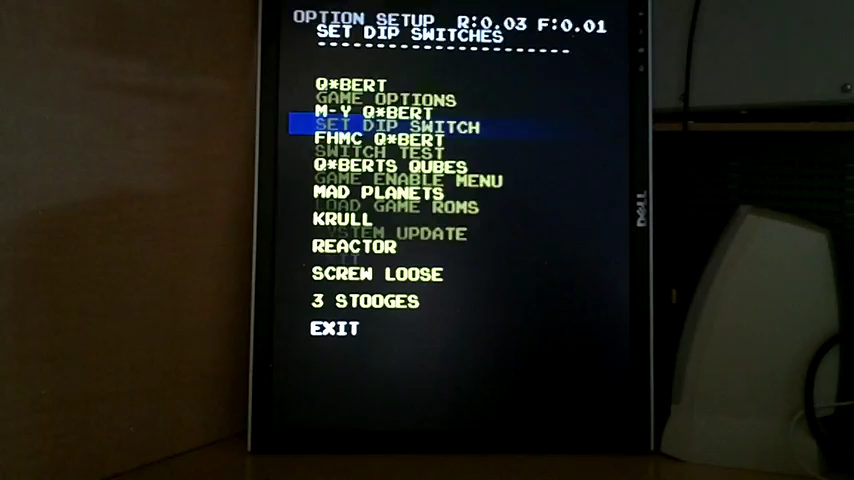 OPTION SETUP R:0.03 F:0.01
SET DIP SWITCHES
--------------------
Q*BERT
GAME OPTIONS
M-Y Q*BERT
SET DIP SWITCH
FHMC Q*BERT
SWITCH TEST
Q*BERTS QUBES
GAME ENABLE MENU
MAD PLANETS
LOAD GAME ROMS
KRULL
YSTEM UPDATE
REACTOR
IT
SCREW LOOSE
3 STOOGES
EXIT
DELL